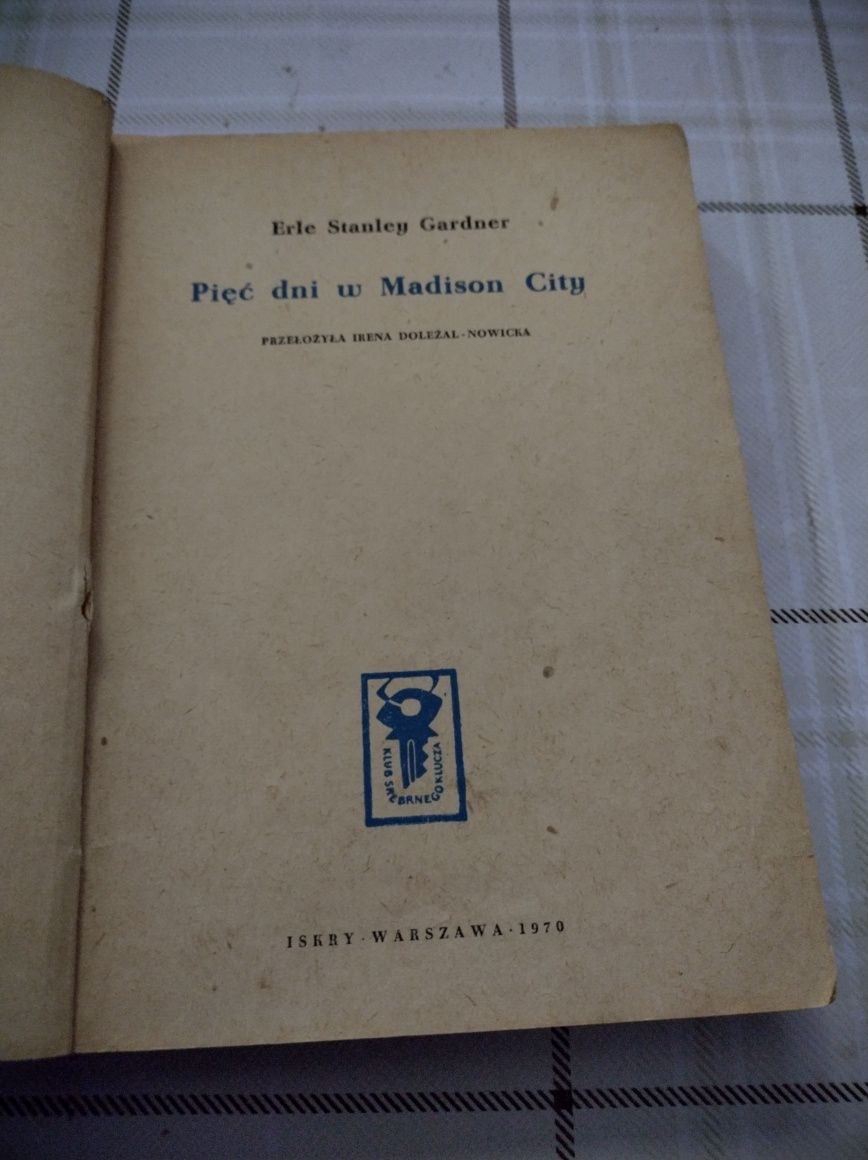 Erle Stanley Gardner
Pięć dni w Madison City
PRZEŁOŻYŁA IRENA DOLEŻAL-NOWICKA
KLUB SREBRNEGO KLUCZA
ISKRY · WARSZAWA · 1970